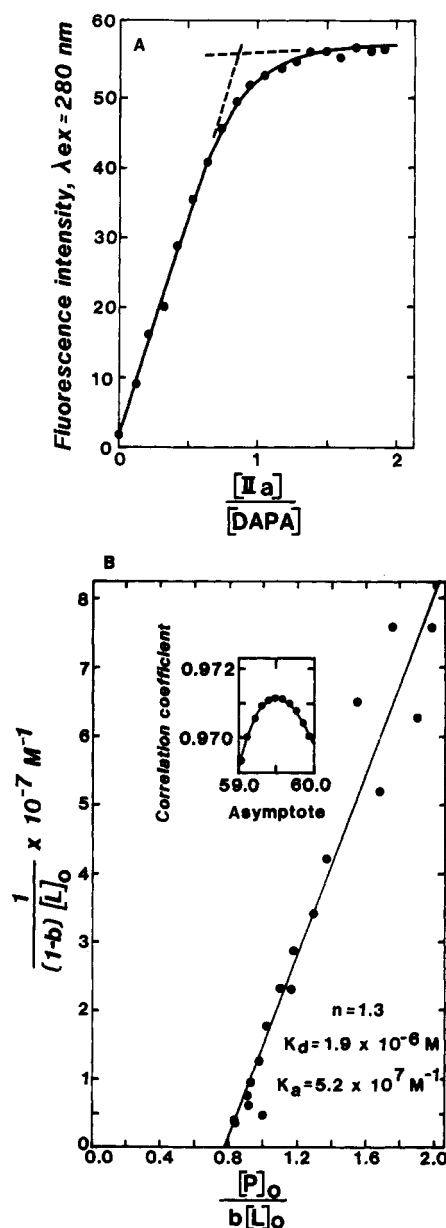 A
Fluorescence intensity, λex = 280 nm
60
50
40
30
20
10
0
0
1
2
[IIa]
[DAPA]
B
1
(1-b) [L]o
x 10-7 M-1
8
7
6
5
4
3
2
1
0
0.0
0.4
0.8
1.2
1.6
2.0
[P]o
b[L]o
Correlation coefficient
0.972
0.970
59.0
60.0
Asymptote
n=1.3
Kd=1.9 x 10-6 M
Ka=5.2 x 107 M-1